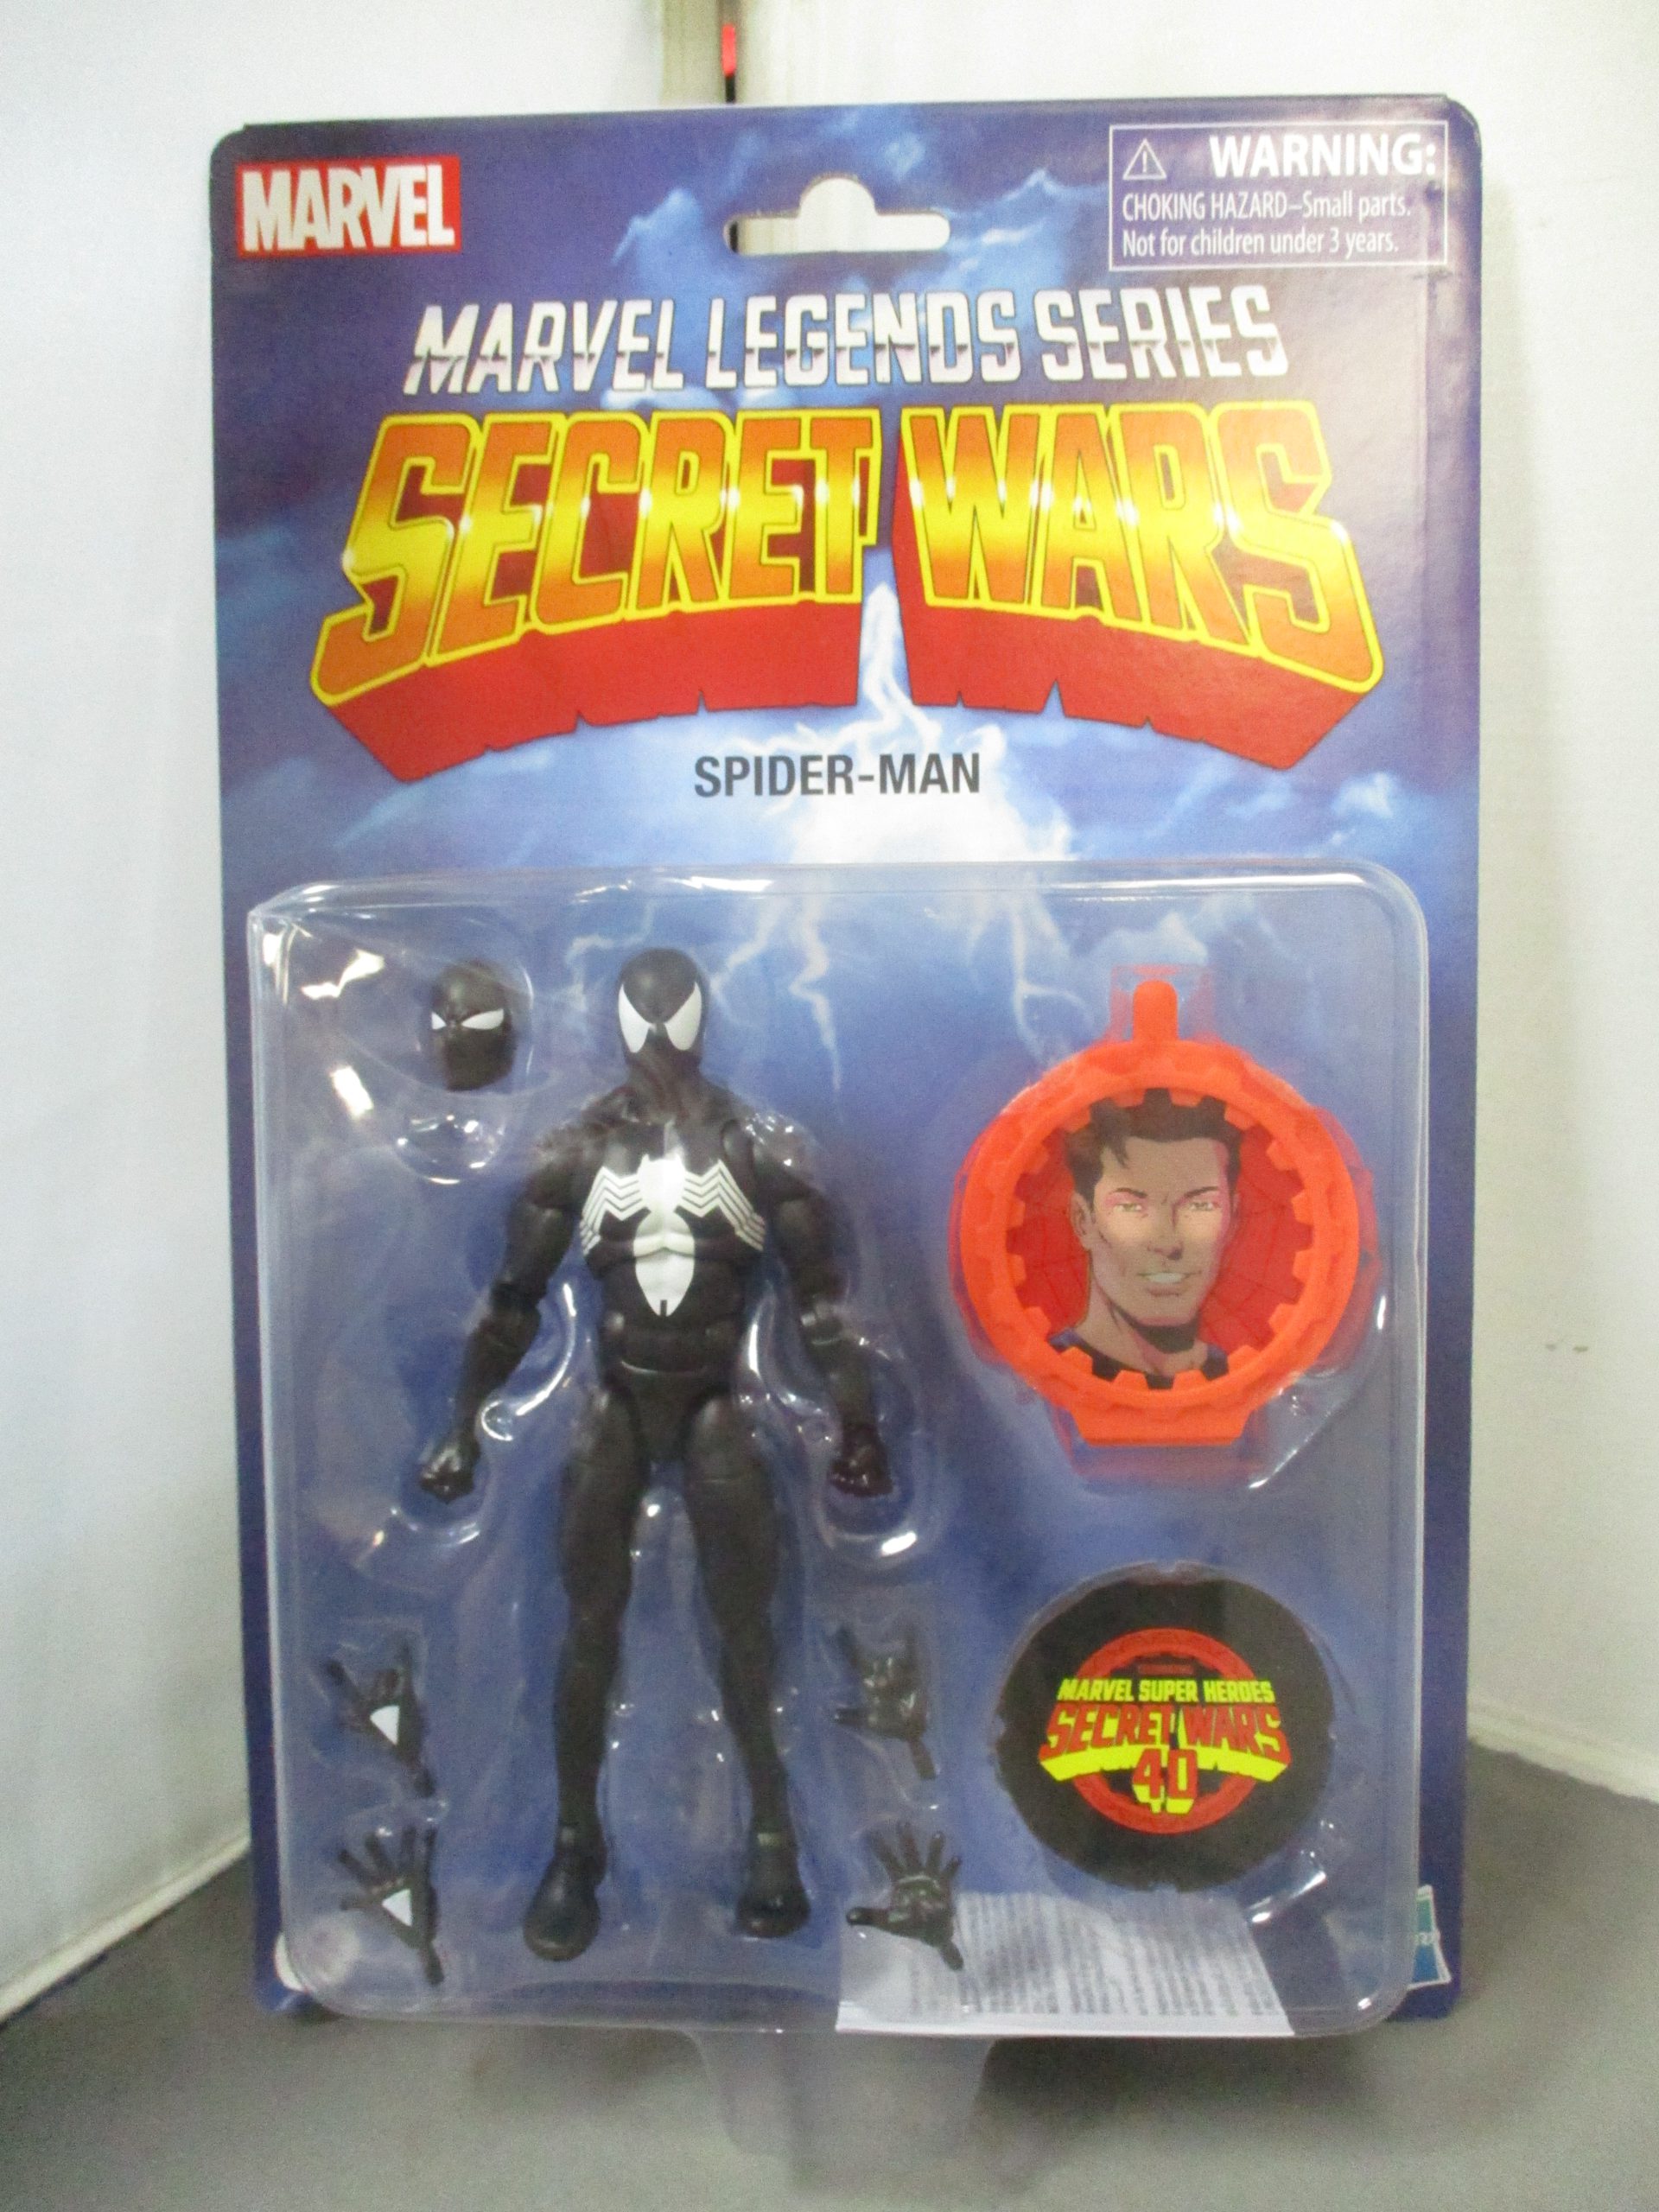 MARVEL
WARNING:
CHOKING HAZARD–Small parts.
Not for children under 3 years.
MARVEL LEGENDS SERIES
SECRET WARS
SPIDER-MAN
MARVEL SUPER HEROES
SECRET WARS
40